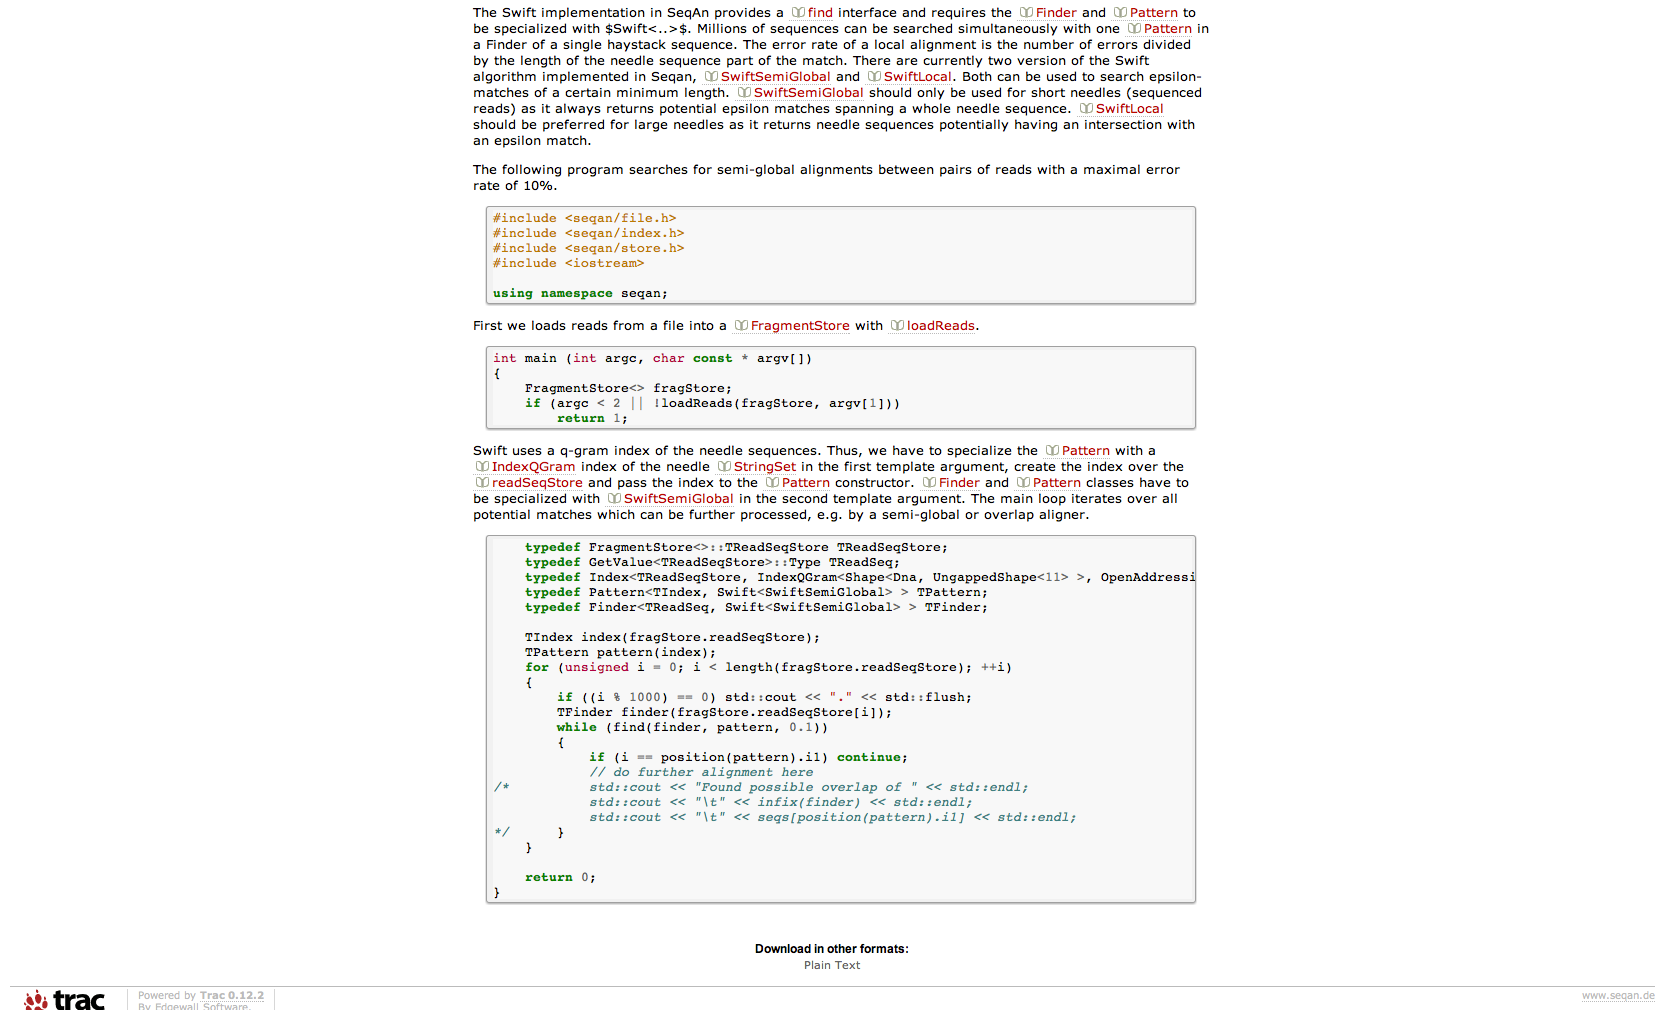 The Swift implementation in SeqAn provides a find interface and requires the Finder and Pattern to
be specialized with $Swift<..>$. Millions of sequences can be searched simultaneously with one Pattern in
a Finder of a single haystack sequence. The error rate of a local alignment is the number of errors divided
by the length of the needle sequence part of the match. There are currently two version of the Swift
algorithm implemented in Seqan, SwiftSemiGlobal and SwiftLocal. Both can be used to search epsilon-
matches of a certain minimum length. SwiftSemiGlobal should only be used for short needles (sequenced
reads) as it always returns potential epsilon matches spanning a whole needle sequence. SwiftLocal
should be preferred for large needles as it returns needle sequences potentially having an intersection with
an epsilon match.
The following program searches for semi-global alignments between pairs of reads with a maximal error
rate of 10%.
#include <seqan/file.h>
#include <seqan/index.h>
#include <seqan/store.h>
#include <iostream>
using namespace seqan;
First we loads reads from a file into a FragmentStore with loadReads.
int main (int argc, char const * argv[])
{
    FragmentStore<> fragStore;
    if (argc < 2 || !loadReads(fragStore, argv[1]))
        return 1;
Swift uses a q-gram index of the needle sequences. Thus, we have to specialize the Pattern with a
IndexQGram index of the needle StringSet in the first template argument, create the index over the
readSeqStore and pass the index to the Pattern constructor. Finder and Pattern classes have to
be specialized with SwiftSemiGlobal in the second template argument. The main loop iterates over all
potential matches which can be further processed, e.g. by a semi-global or overlap aligner.
    typedef FragmentStore<>::TReadSeqStore TReadSeqStore;
    typedef GetValue<TReadSeqStore>::Type TReadSeq;
    typedef Index<TReadSeqStore, IndexQGram<Shape<Dna, UngappedShape<11> >, OpenAddressi
    typedef Pattern<TIndex, Swift<SwiftSemiGlobal> > TPattern;
    typedef Finder<TReadSeq, Swift<SwiftSemiGlobal> > TFinder;
    TIndex index(fragStore.readSeqStore);
    TPattern pattern(index);
    for (unsigned i = 0; i < length(fragStore.readSeqStore); ++i)
    {
        if ((i % 1000) == 0) std::cout << "." << std::flush;
        TFinder finder(fragStore.readSeqStore[i]);
        while (find(finder, pattern, 0.1))
        {
            if (i == position(pattern).i1) continue;
            // do further alignment here
/*          std::cout << "Found possible overlap of " << std::endl;
            std::cout << "\t" << infix(finder) << std::endl;
            std::cout << "\t" << seqs[position(pattern).i1] << std::endl;
*/      }
    }
    return 0;
}
Download in other formats:
Plain Text
trac
Powered by Trac 0.12.2
By Edgewall Software.
www.seqan.de